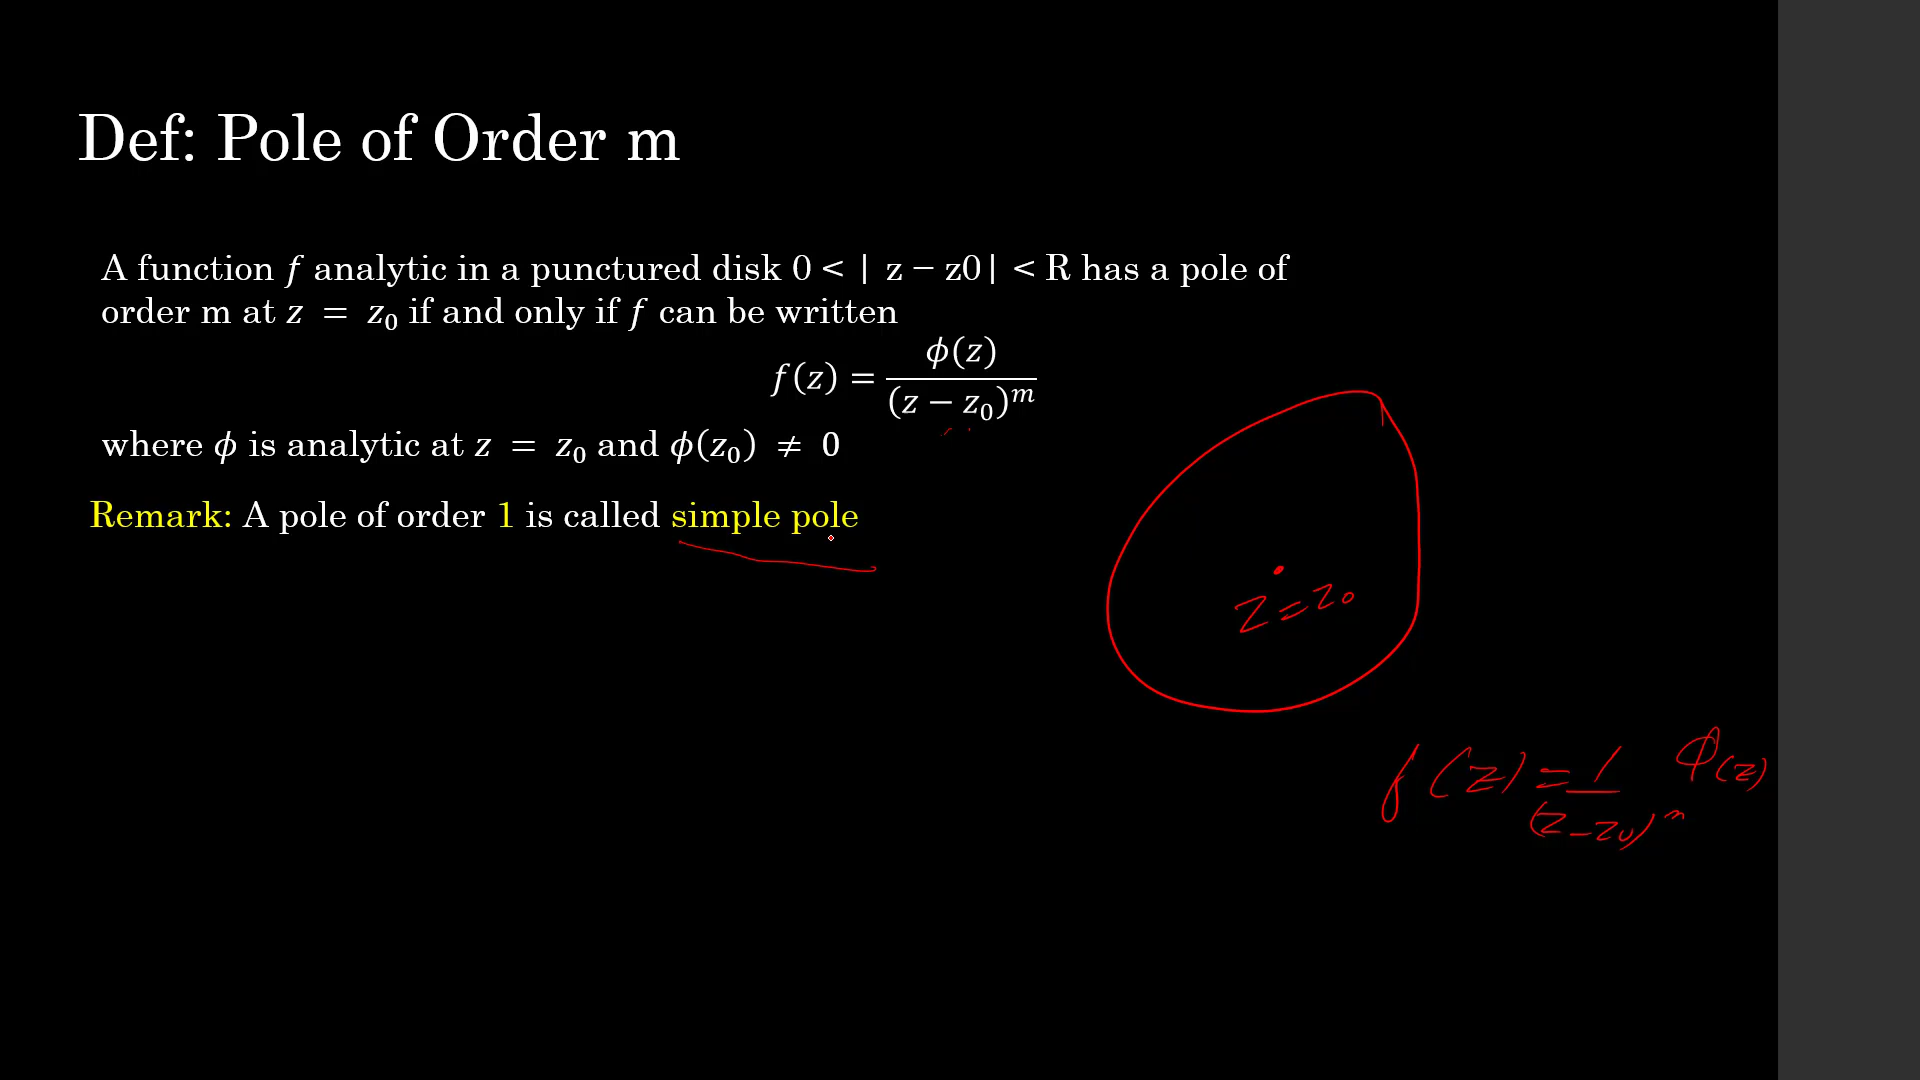 Def: Pole of Order m
A function f analytic in a punctured disk 0 < | z − z0| < R has a pole of
order m at z = z₀ if and only if f can be written
f(z) = ϕ(z) / (z − z₀)ᵐ
where ϕ is analytic at z = z₀ and ϕ(z₀) ≠ 0
Remark: A pole of order 1 is called simple pole
z = z₀
f(z) = 1 / (z − z₀)ᵐ ϕ(z)